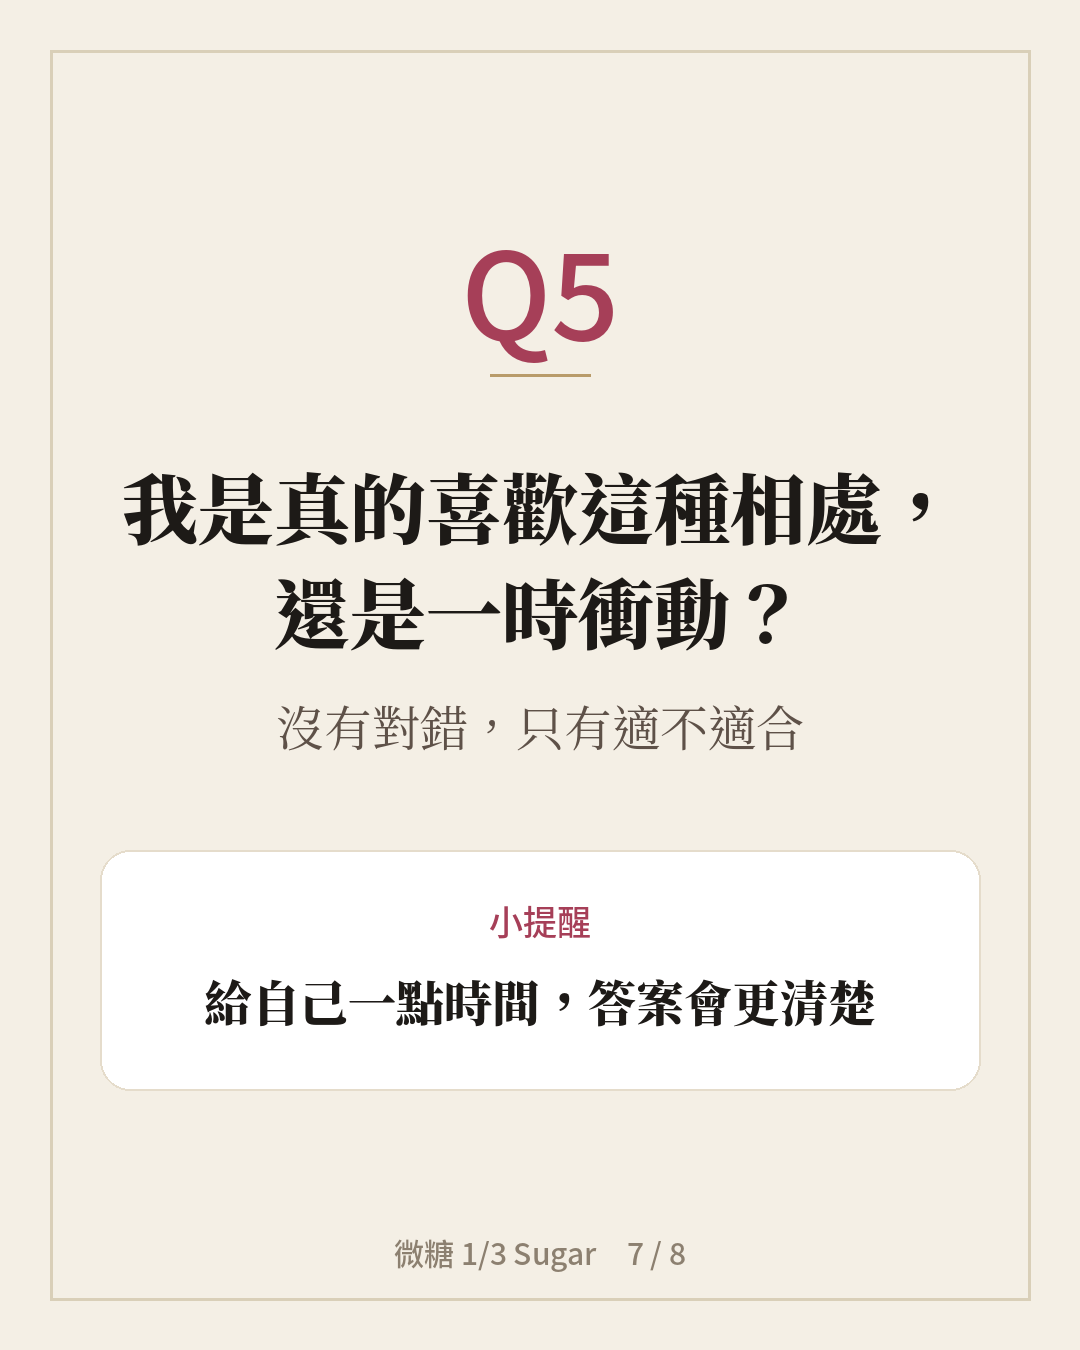 Q5
我是真的喜歡這種相處，
還是一時衝動？
沒有對錯，只有適不適合
小提醒
給自己一點時間，答案會更清楚
微糖 1/3 Sugar 7 / 8